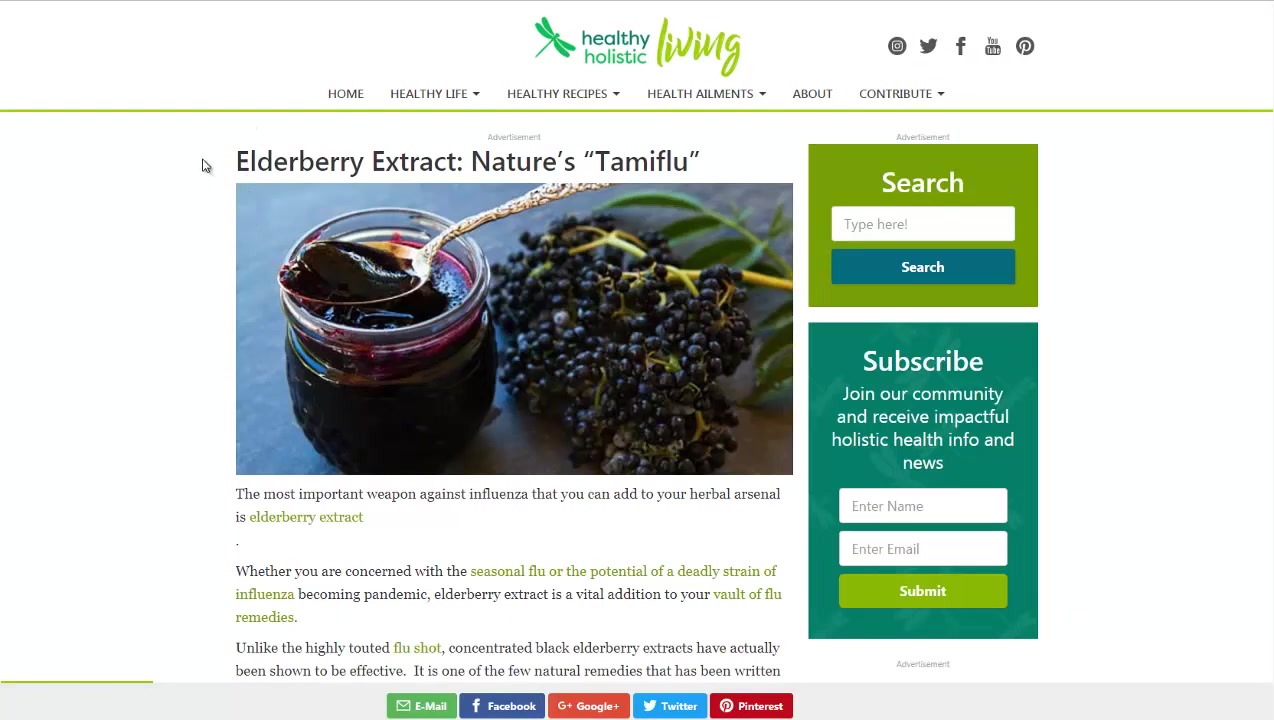 healthy
holistic
living
HOME HEALTHY LIFE HEALTHY RECIPES HEALTH AILMENTS ABOUT CONTRIBUTE
Advertisement
Elderberry Extract: Nature's “Tamiflu”
The most important weapon against influenza that you can add to your herbal arsenal
is elderberry extract
.
Whether you are concerned with the seasonal flu or the potential of a deadly strain of
influenza becoming pandemic, elderberry extract is a vital addition to your vault of flu
remedies.
Unlike the highly touted flu shot, concentrated black elderberry extracts have actually
been shown to be effective. It is one of the few natural remedies that has been written
Advertisement
Search
Type here!
Search
Subscribe
Join our community
and receive impactful
holistic health info and
news
Enter Name
Enter Email
Submit
Advertisement
E-Mail Facebook G+ Google+ Twitter Pinterest
You
Tube